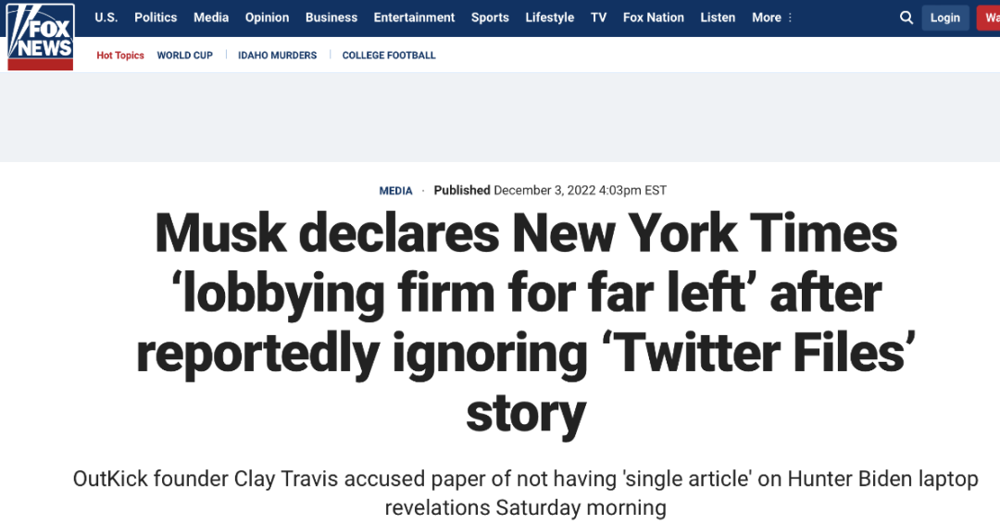 FOX
NEWS
U.S. Politics Media Opinion Business Entertainment Sports Lifestyle TV Fox Nation Listen More Login
Hot Topics WORLD CUP IDAHO MURDERS COLLEGE FOOTBALL
MEDIA · Published December 3, 2022 4:03pm EST
Musk declares New York Times
‘lobbying firm for far left’ after
reportedly ignoring ‘Twitter Files’
story
OutKick founder Clay Travis accused paper of not having 'single article' on Hunter Biden laptop
revelations Saturday morning